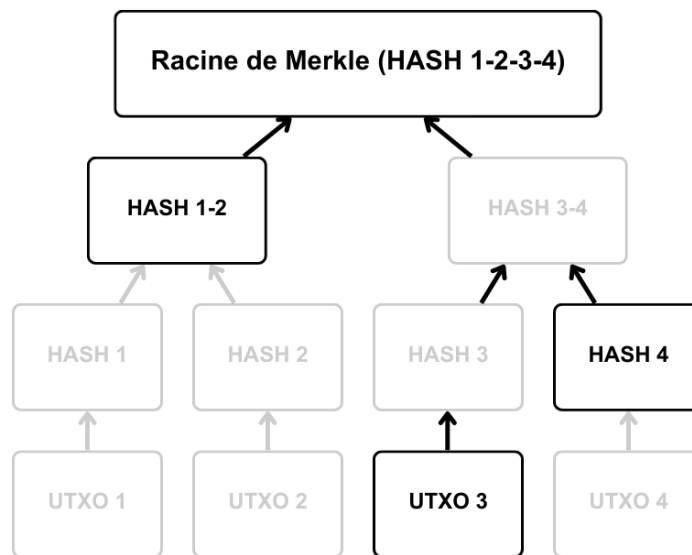 Racine de Merkle (HASH 1-2-3-4)
HASH 1-2
HASH 3-4
HASH 1
HASH 2
HASH 3
HASH 4
UTXO 1
UTXO 2
UTXO 3
UTXO 4